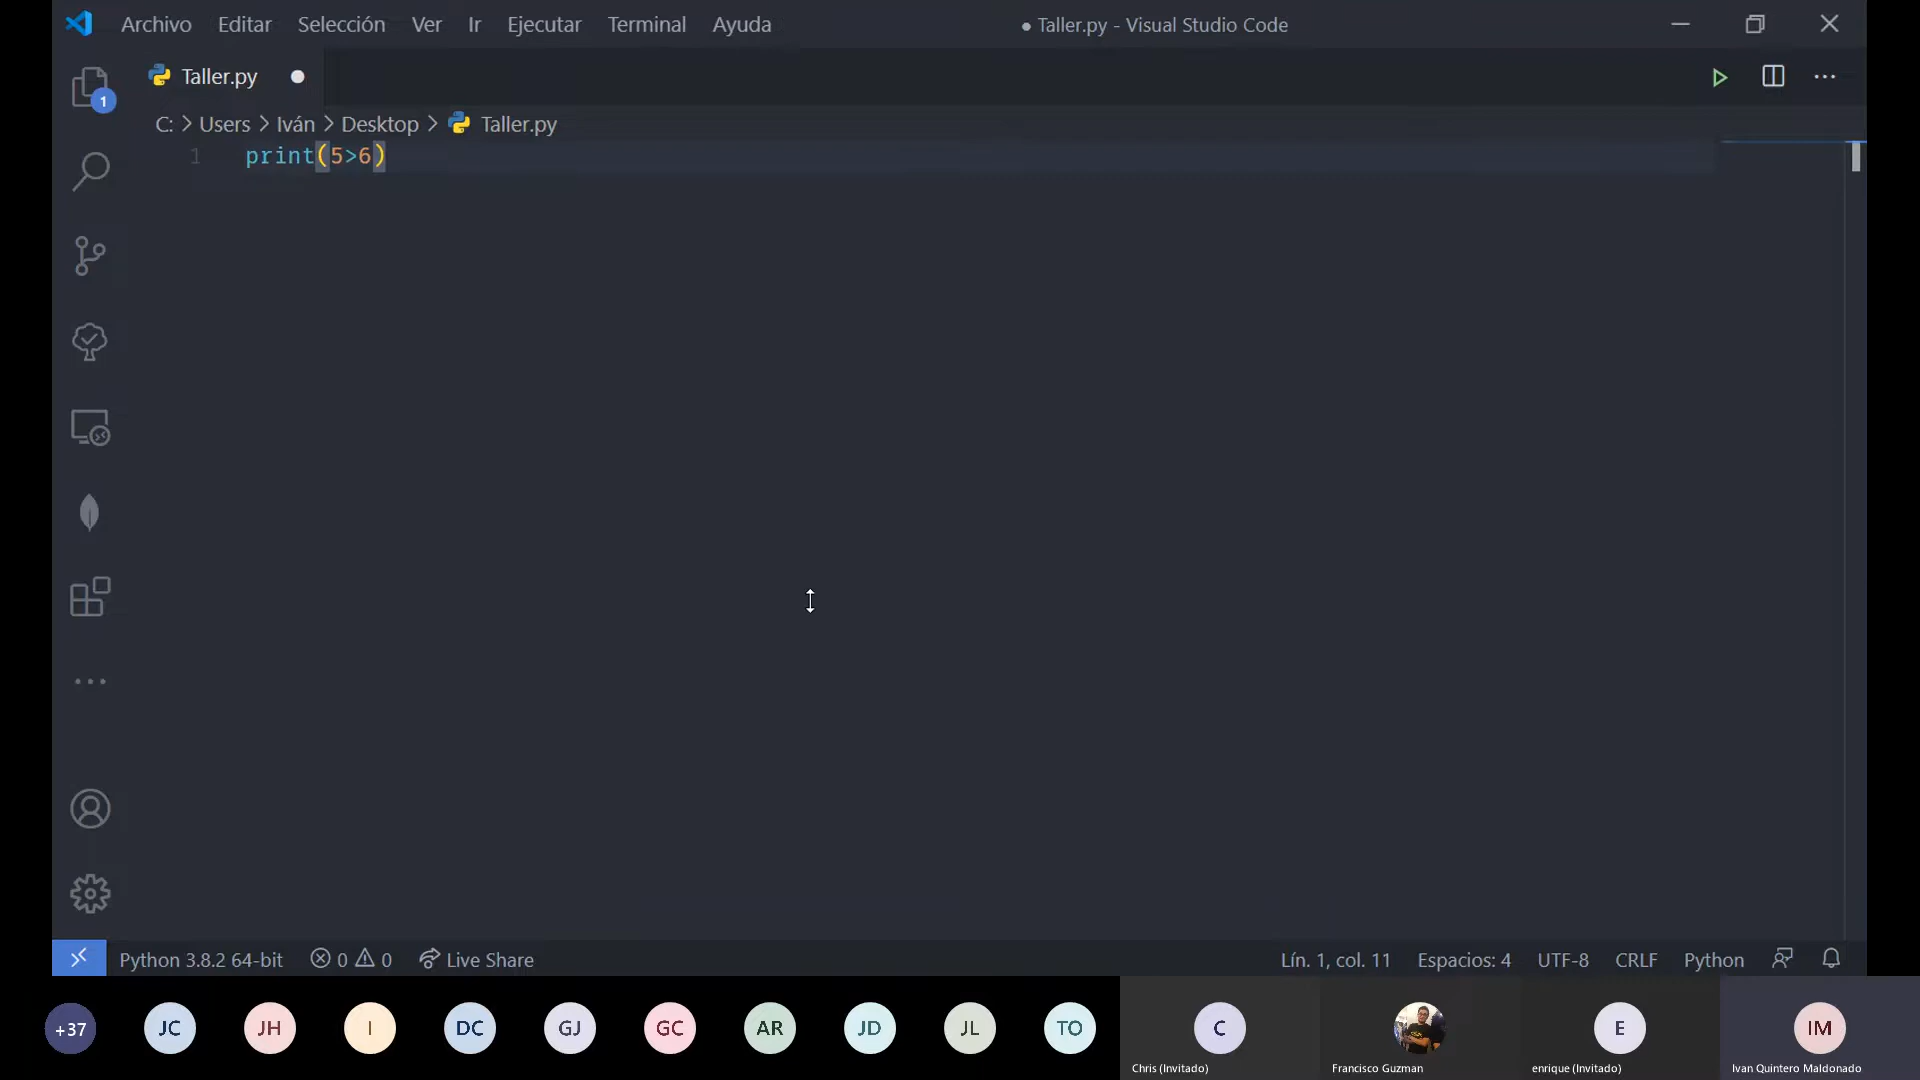 Archivo Editar Selección Ver Ir Ejecutar Terminal Ayuda
● Taller.py - Visual Studio Code
1
Taller.py
C: > Users > Iván > Desktop > Taller.py
1 print(5>6)
Python 3.8.2 64-bit 0 0 Live Share
Lín. 1, col. 11 Espacios: 4 UTF-8 CRLF Python
+37 JC JH I DC GJ GC AR JD JL TO C E IM
Chris (Invitado) Francisco Guzman enrique (Invitado) Ivan Quintero Maldonado